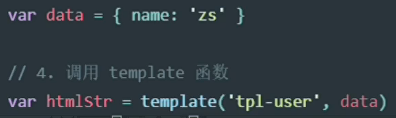 var data = { name: 'zs' }
// 4. 调用 template 函数
var htmlStr = template('tpl-user', data)